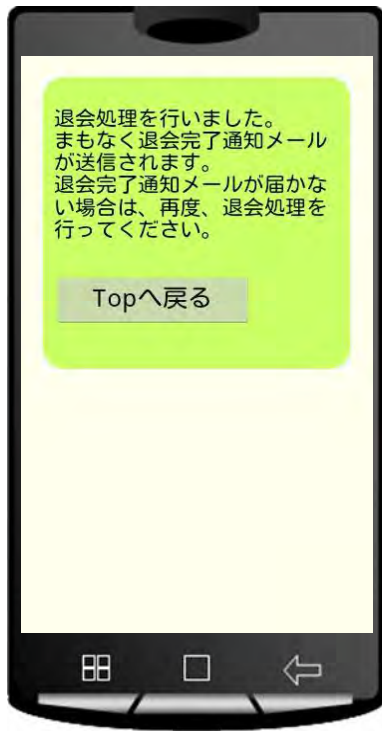 退会処理を行いました。
まもなく退会完了通知メール
が送信されます。
退会完了通知メールが届かな
い場合は、再度、退会処理を
行ってください。
Topへ戻る